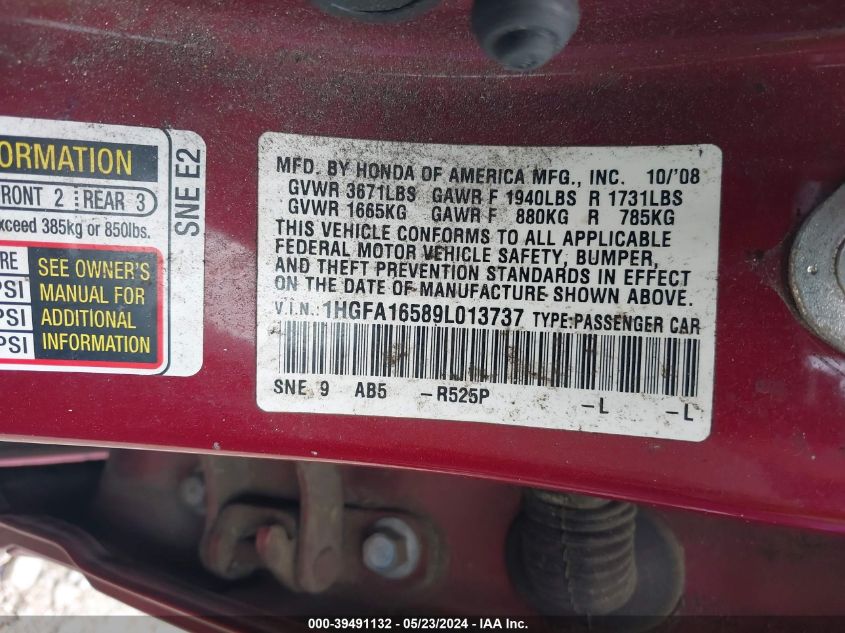 ORMATION
FRONT 2 REAR 3
xceed 385kg or 850lbs.
RE
PSI
PSI
PSI
SEE OWNER'S
MANUAL FOR
ADDITIONAL
INFORMATION
SNE E2
MFD. BY HONDA OF AMERICA MFG., INC. 10/'08
GVWR 3671LBS GAWR F 1940LBS R 1731LBS
GVWR 1665KG GAWR F 880KG R 785KG
THIS VEHICLE CONFORMS TO ALL APPLICABLE
FEDERAL MOTOR VEHICLE SAFETY, BUMPER,
AND THEFT PREVENTION STANDARDS IN EFFECT
ON THE DATE OF MANUFACTURE SHOWN ABOVE.
V.I.N.: 1HGFA16589L013737 TYPE:PASSENGER CAR
SNE 9 AB5 -R525P -L -L
000-39491132 / 05/23/2024 - IAA Inc.